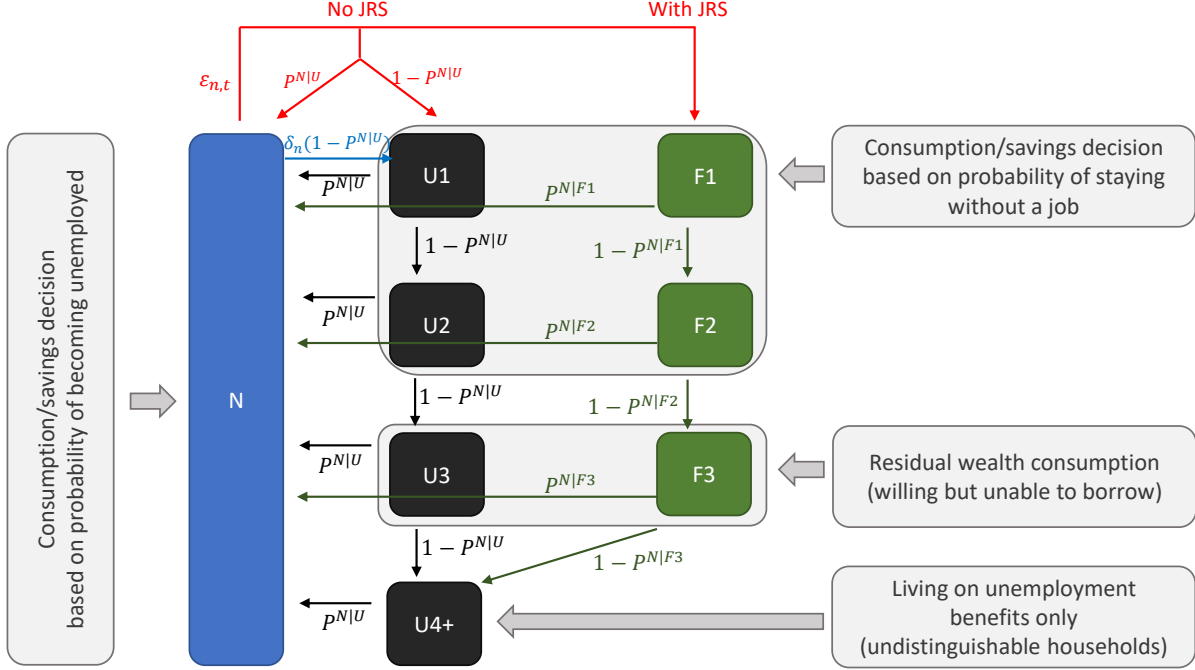 No JRS
With JRS
ε_{n,t}
P^{N|U}
1 − P^{N|U}
Consumption/savings decision
based on probability of becoming unemployed
N
δ_n(1 − P^{N|U})
P^{N|U}
U1
P^{N|F1}
F1
Consumption/savings decision
based on probability of staying
without a job
1 − P^{N|U}
1 − P^{N|F1}
P^{N|U}
U2
P^{N|F2}
F2
1 − P^{N|U}
1 − P^{N|F2}
P^{N|U}
U3
P^{N|F3}
F3
Residual wealth consumption
(willing but unable to borrow)
1 − P^{N|U}
1 − P^{N|F3}
P^{N|U}
U4+
Living on unemployment
benefits only
(undistinguishable households)